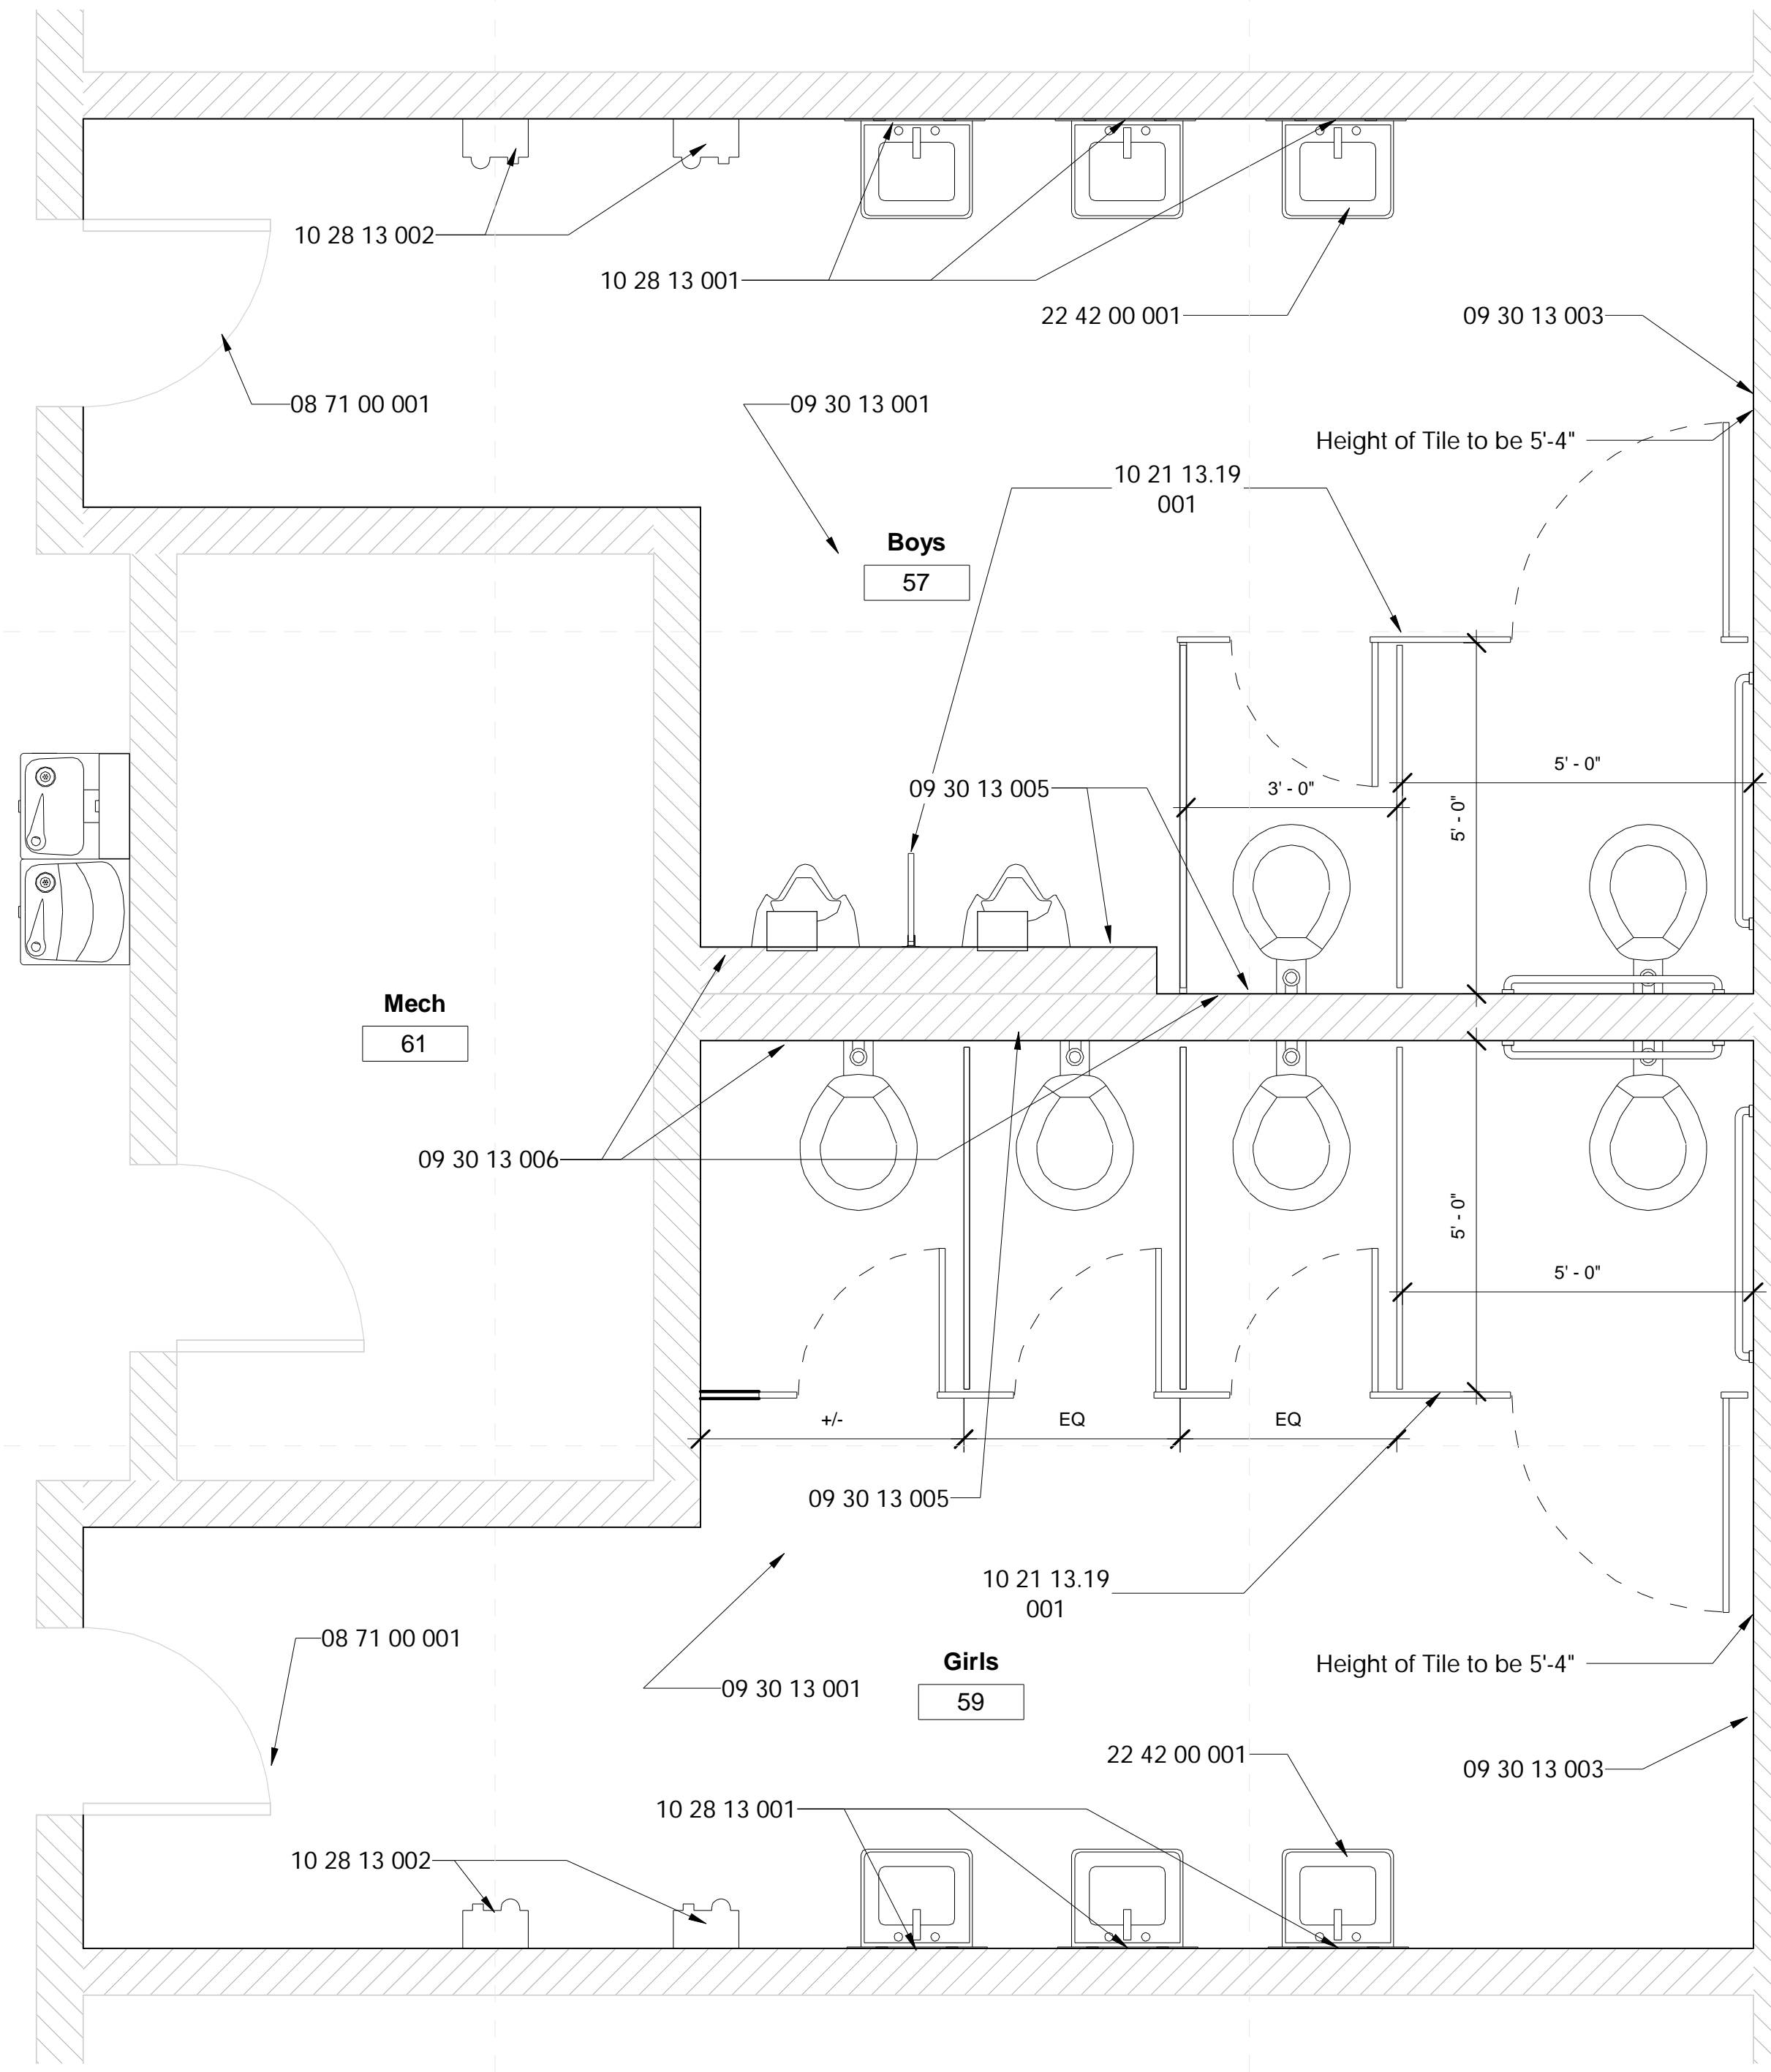 10 28 13 002
10 28 13 001
22 42 00 001
09 30 13 003
08 71 00 001
09 30 13 001
Height of Tile to be 5'-4"
10 21 13.19
001
Boys
57
09 30 13 005
3' - 0"
5' - 0"
5' - 0"
Mech
61
09 30 13 006
5' - 0"
5' - 0"
+/-
EQ
EQ
09 30 13 005
10 21 13.19
001
08 71 00 001
09 30 13 001
Girls
59
Height of Tile to be 5'-4"
22 42 00 001
09 30 13 003
10 28 13 001
10 28 13 002